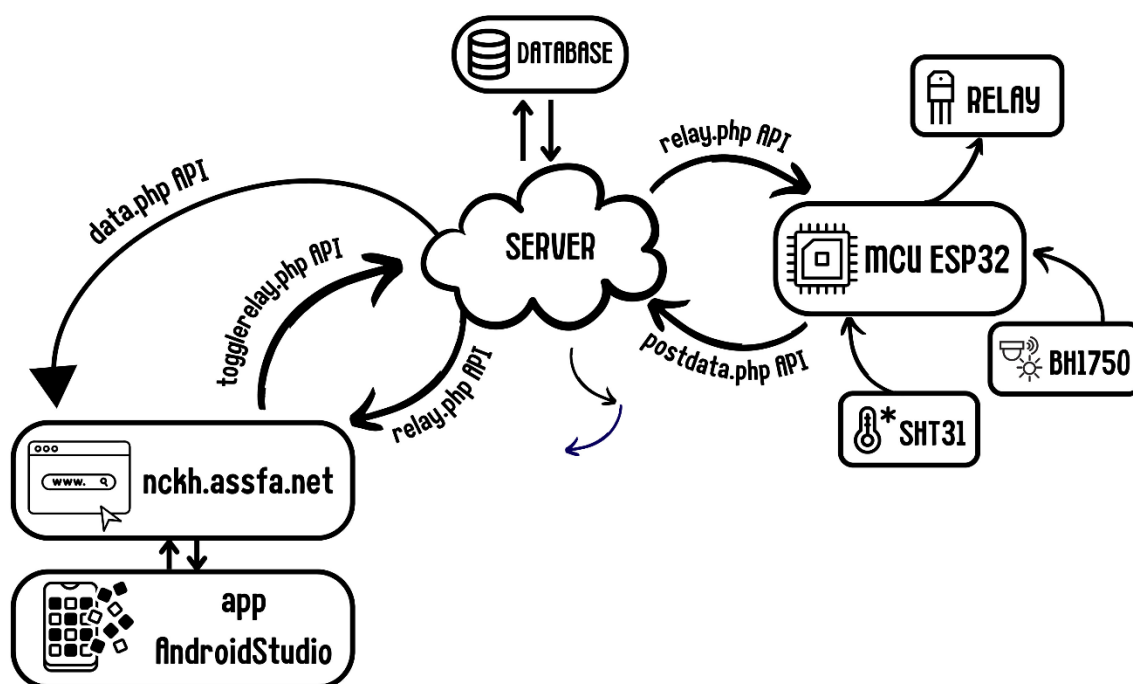 DATABASE
RELAY
relay.php API
data.php API
SERVER
MCU ESP32
togglerelay.php API
postdata.php API
BH1750
relay.php API
SHT31
www.
nckh.assfa.net
app
AndroidStudio